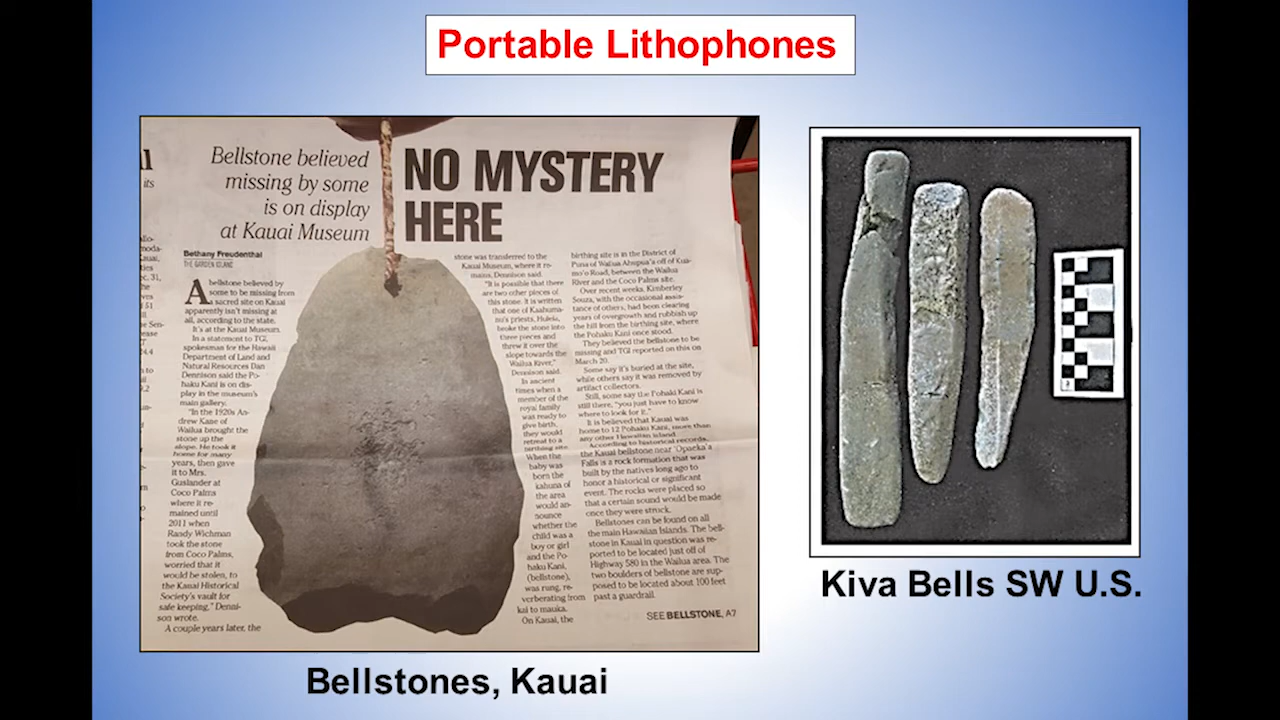 Portable Lithophones
ll
its
Bellstone believed
missing by some
is on display
at Kauai Museum
NO MYSTERY
HERE
Bethany Freudenthal
THE GARDEN ISLAND
A bellstone believed by
some to be missing from
a sacred site on Kauai
apparently isn't missing at
all, according to the state.
It's at the Kauai Museum.
In a statement to TGI,
spokesman for the Hawaii
Department of Land and
Natural Resources Dan
Dennison said the Po-
haku Kani is on dis-
play in the museum's
main gallery.
"In the 1920s An-
drew Kane of
Wailua brought the
stone up the
slope. He took it
home for many
years, then gave
it to Mrs.
Guslander at
Coco Palms
where it re-
mained until
2011 when
Randy Wichman
took the stone
from Coco Palms,
worried that it
would be stolen, to
the Kauai Historical
Society's vault for
safe keeping," Denni-
son wrote.
A couple years later, the
stone was transferred to the
Kauai Museum, where it re-
mains, Dennison said.
"It is possible that there
are two other pieces of
this stone. It is written
that one of Kaahuma-
nu's priests, Huleia,
broke the stone into
three pieces and
threw it over the
slope towards the
Wailua River,"
Dennison said.
In ancient
times when a
member of the
royal family
was ready to
give birth,
they would
retreat to a
birthing site.
When the
baby was
born the
kahuna of
the area
would an-
nounce
whether the
child was a
boy or girl
and the Po-
haku Kani,
(bellstone),
was rung, re-
verberating from
kai to mauka.
On Kauai, the
birthing site is in the District of
Puna of Wailua Ahupua'a off of Kua-
mo'o Road, between the Wailua
River and the Coco Palms site.
Over recent weeks, Kimberley
Souza, with the occasional assis-
tance of others, had been clearing
years of overgrowth and rubbish up
the hill from the birthing site, where
the Pohaku Kani once stood.
They believed the bellstone to be
missing and TGI reported on this on
March 20.
Some say it's buried at the site,
while others say it was removed by
artifact collectors.
Still, some say the Pohaku Kani is
still there, "you just have to know
where to look for it."
It is believed that Kauai was
home to 12 Pohaku Kani, more than
any other Hawaiian island.
According to historical records,
the Kauai bellstone near 'Opaeka'a
Falls is a rock formation that was
built by the natives long ago to
honor a historical or significant
event. The rocks were placed so
that a certain sound would be made
once they were struck.
Bellstones can be found on all
the main Hawaiian Islands. The bell-
stone in Kauai in question was re-
ported to be located just off of
Highway 580 in the Wailua area. The
two boulders of bellstone are sup-
posed to be located about 100 feet
past a guardrail.
SEE BELLSTONE, A7
Bellstones, Kauai
Kiva Bells SW U.S.